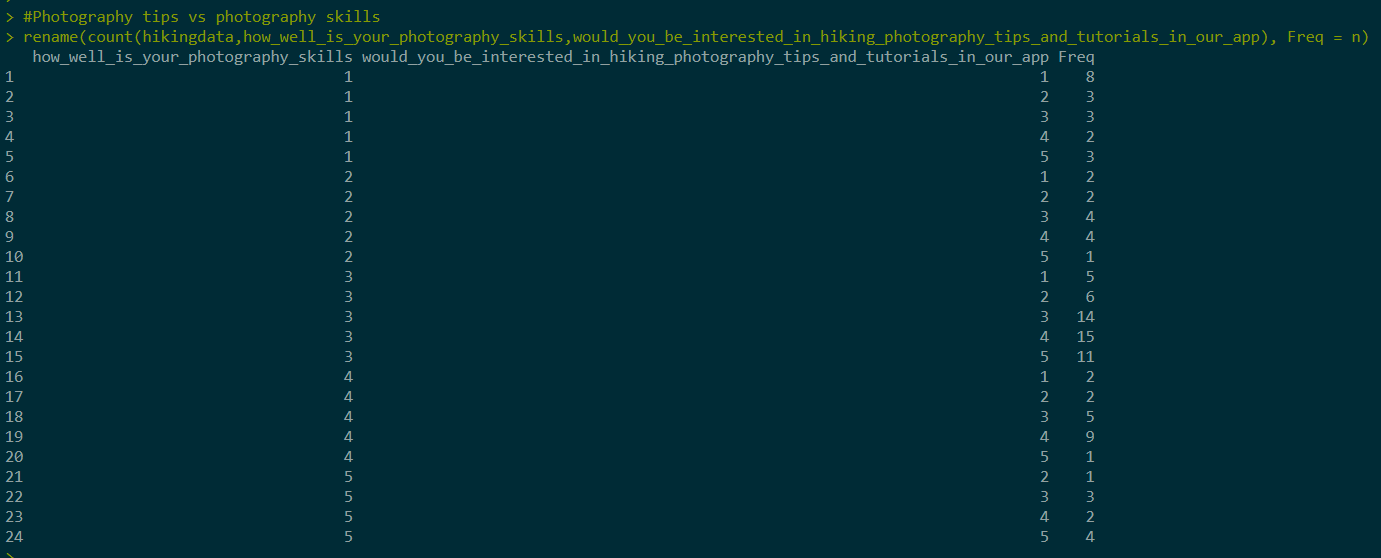 > #Photography tips vs photography skills
> rename(count(hikingdata,how_well_is_your_photography_skills,would_you_be_interested_in_hiking_photography_tips_and_tutorials_in_our_app), Freq = n)
how_well_is_your_photography_skills would_you_be_interested_in_hiking_photography_tips_and_tutorials_in_our_app Freq
1 1 1 8
2 1 2 3
3 1 3 3
4 1 4 2
5 1 5 3
6 2 1 2
7 2 2 2
8 2 3 4
9 2 4 4
10 2 5 1
11 3 1 5
12 3 2 6
13 3 3 14
14 3 4 15
15 3 5 11
16 4 1 2
17 4 2 2
18 4 3 5
19 4 4 9
20 4 5 1
21 5 2 1
22 5 3 3
23 5 4 2
24 5 5 4
>